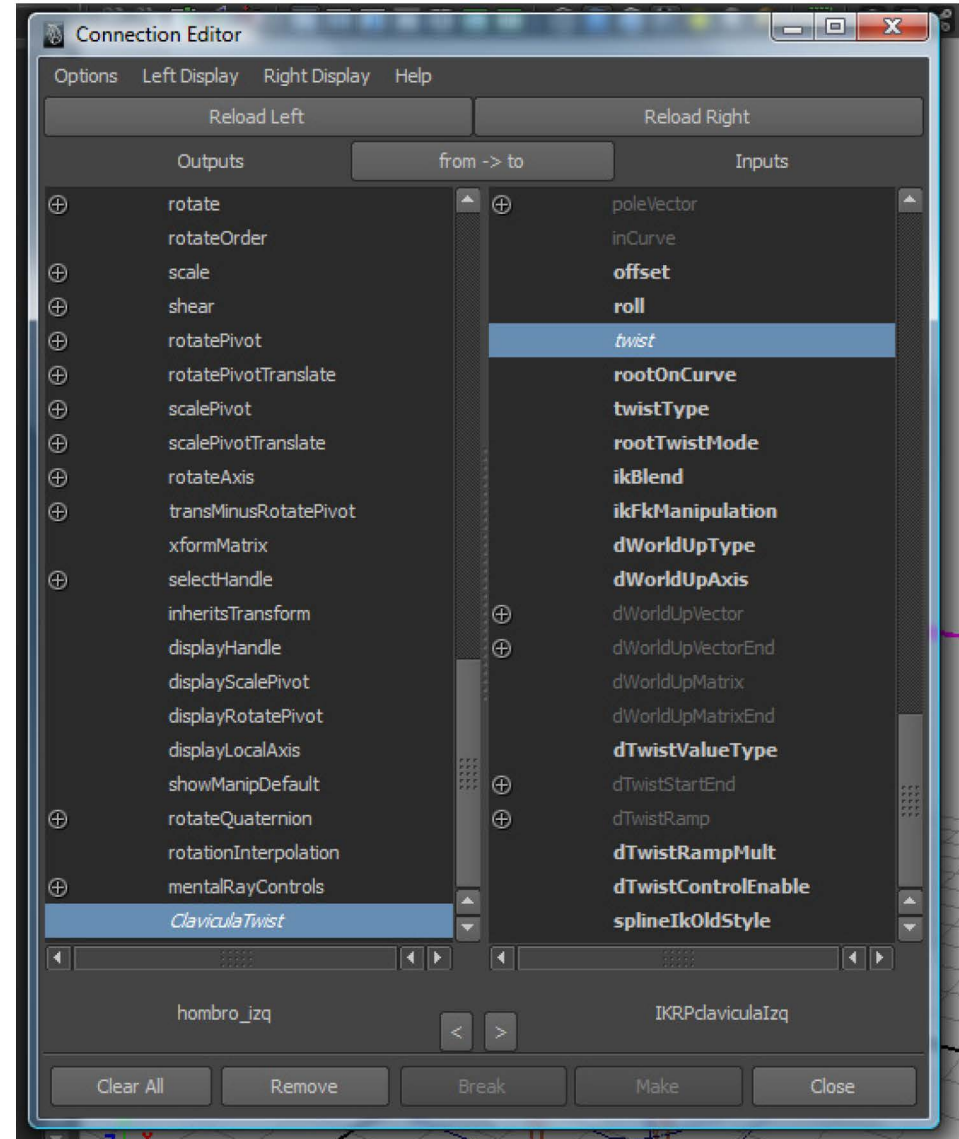 Connection Editor
Options Left Display Right Display Help
Reload Left Reload Right
Outputs from -> to Inputs
rotate poleVector
rotateOrder inCurve
scale offset
shear roll
rotatePivot twist
rotatePivotTranslate rootOnCurve
scalePivot twistType
scalePivotTranslate rootTwistMode
rotateAxis ikBlend
transMinusRotatePivot ikFkManipulation
xformMatrix dWorldUpType
selectHandle dWorldUpAxis
inheritsTransform dWorldUpVector
displayHandle dWorldUpVectorEnd
displayScalePivot dWorldUpMatrix
displayRotatePivot dWorldUpMatrixEnd
displayLocalAxis dTwistValueType
showManipDefault dTwistStartEnd
rotateQuaternion dTwistRamp
rotationInterpolation dTwistRampMult
mentalRayControls dTwistControlEnable
ClaviculaTwist splineIkOldStyle
hombro_izq < > IKRPclaviculaIzq
Clear All Remove Break Make Close